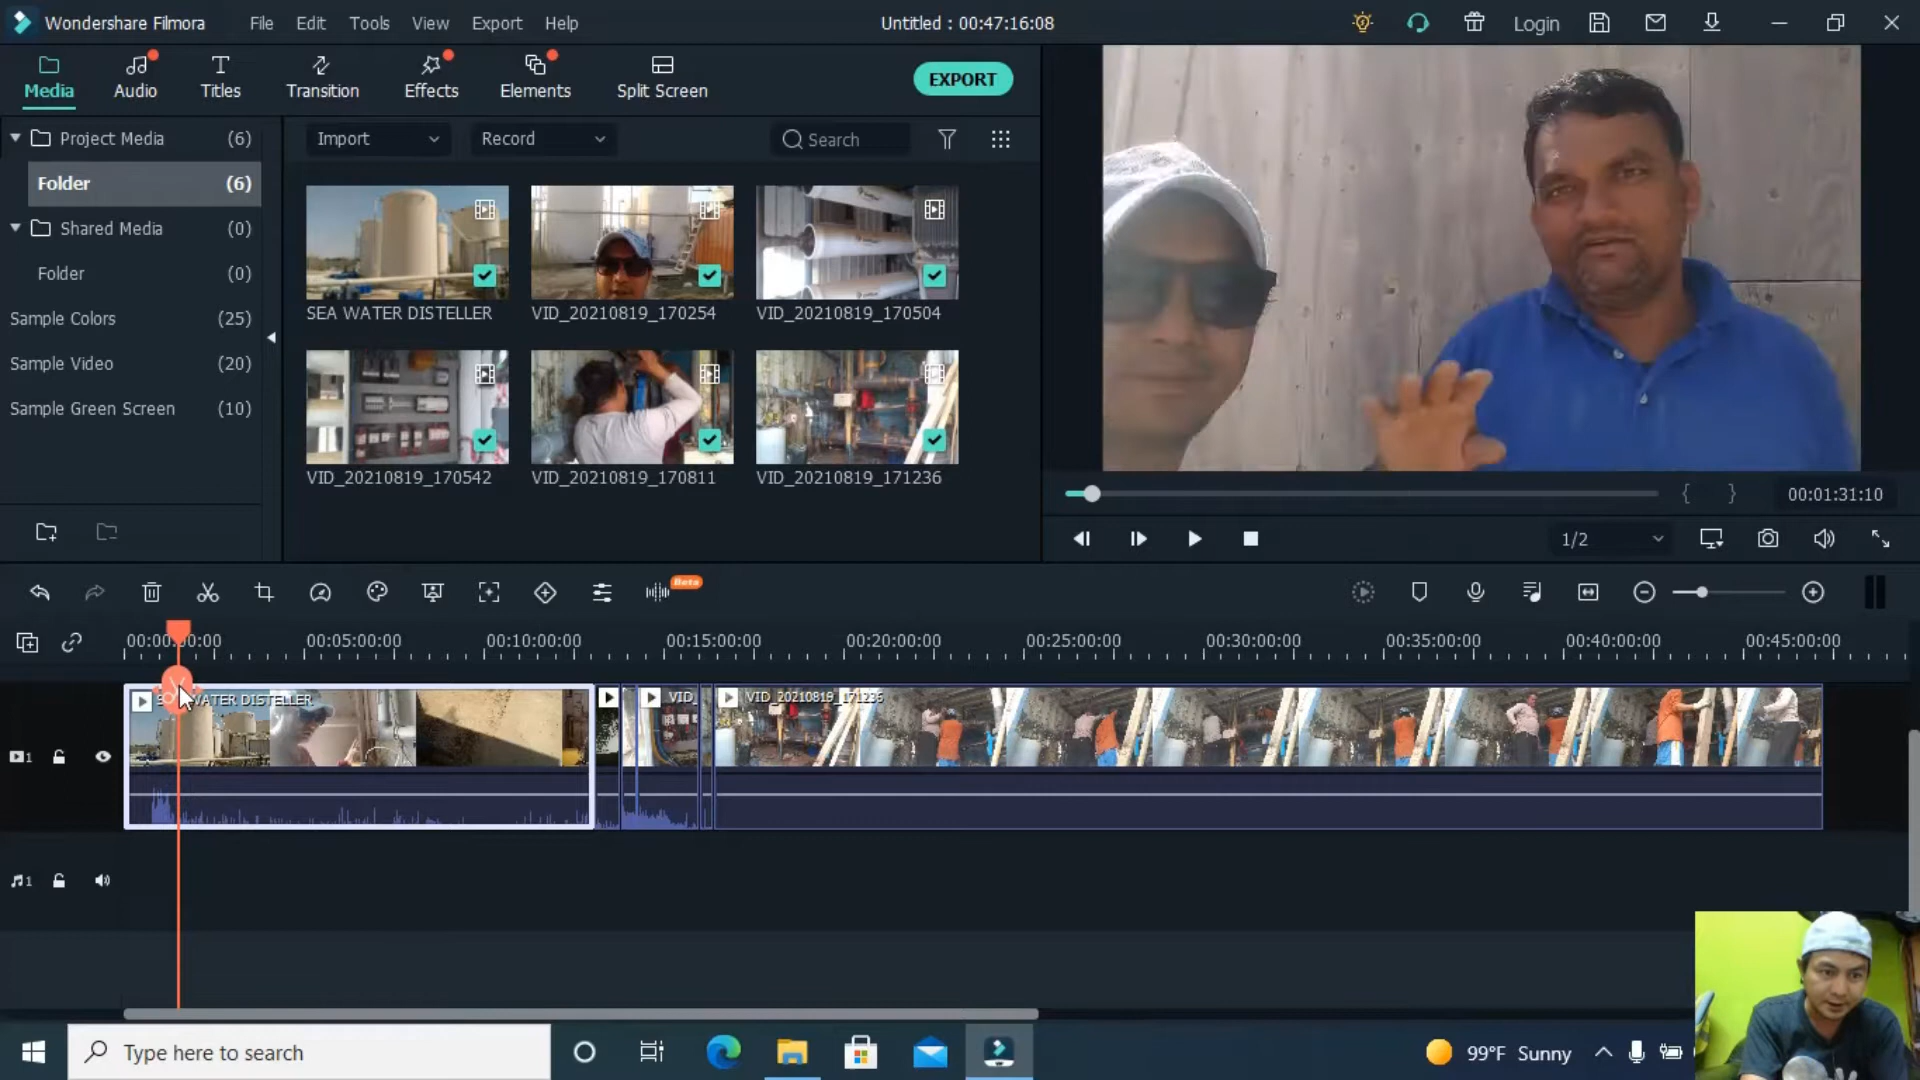 Wondershare Filmora
File
Edit
Tools
View
Export
Help
Untitled : 00:47:16:08
Login
Media
Audio
Titles
Transition
Effects
Elements
Split Screen
EXPORT
Project Media (6)
Folder (6)
Shared Media (0)
Folder (0)
Sample Colors (25)
Sample Video (20)
Sample Green Screen (10)
Import
Record
Search
SEA WATER DISTELLER
VID_20210819_170254
VID_20210819_170504
VID_20210819_170542
VID_20210819_170811
VID_20210819_171236
00:01:31:10
1/2
Beta
00:05:00:00
00:10:00:00
00:15:00:00
00:20:00:00
00:25:00:00
00:30:00:00
00:35:00:00
00:40:00:00
00:45:00:00
WATER DISTELLER
VID_
VID_20210819_171236
1
1
Type here to search
99°F Sunny